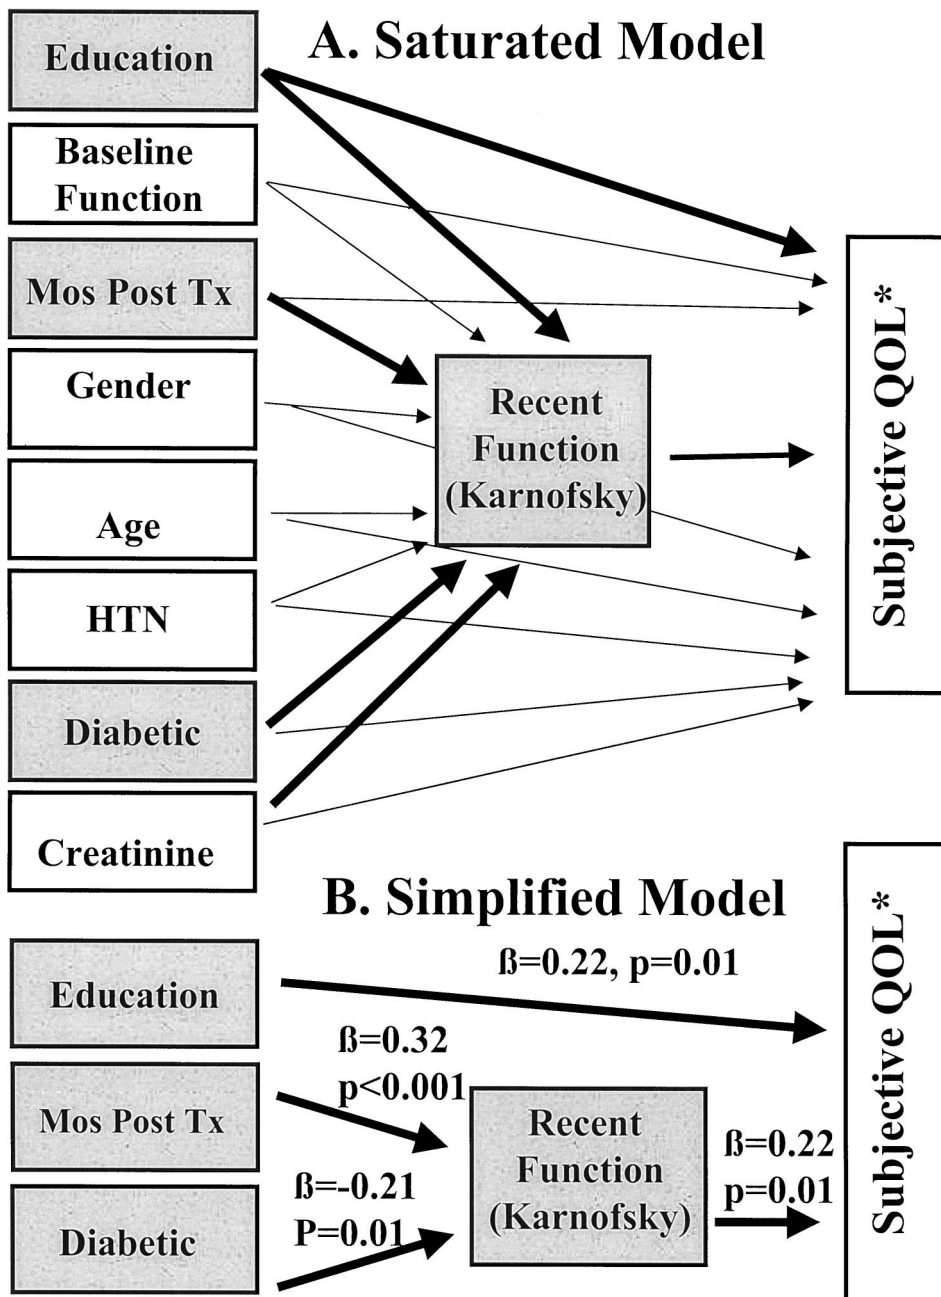 A. Saturated Model
Education
Baseline
Function
Mos Post Tx
Gender
Age
HTN
Diabetic
Creatinine
Recent
Function
(Karnofsky)
Subjective QOL*
B. Simplified Model
Education
ß=0.22, p=0.01
Mos Post Tx
ß=0.32
p<0.001
Diabetic
ß=-0.21
P=0.01
Recent
Function
(Karnofsky)
ß=0.22
p=0.01
Subjective QOL*